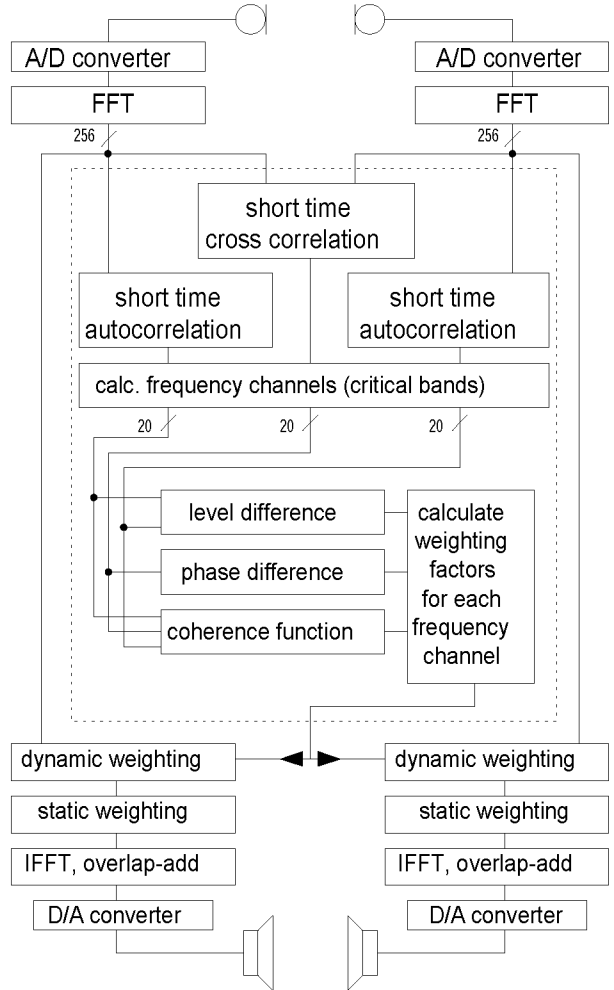 A/D converter
A/D converter
FFT
FFT
256
256
short time
cross correlation
short time
autocorrelation
short time
autocorrelation
calc. frequency channels (critical bands)
20
20
20
level difference
phase difference
coherence function
calculate
weighting
factors
for each
frequency
channel
dynamic weighting
dynamic weighting
static weighting
static weighting
IFFT, overlap-add
IFFT, overlap-add
D/A converter
D/A converter